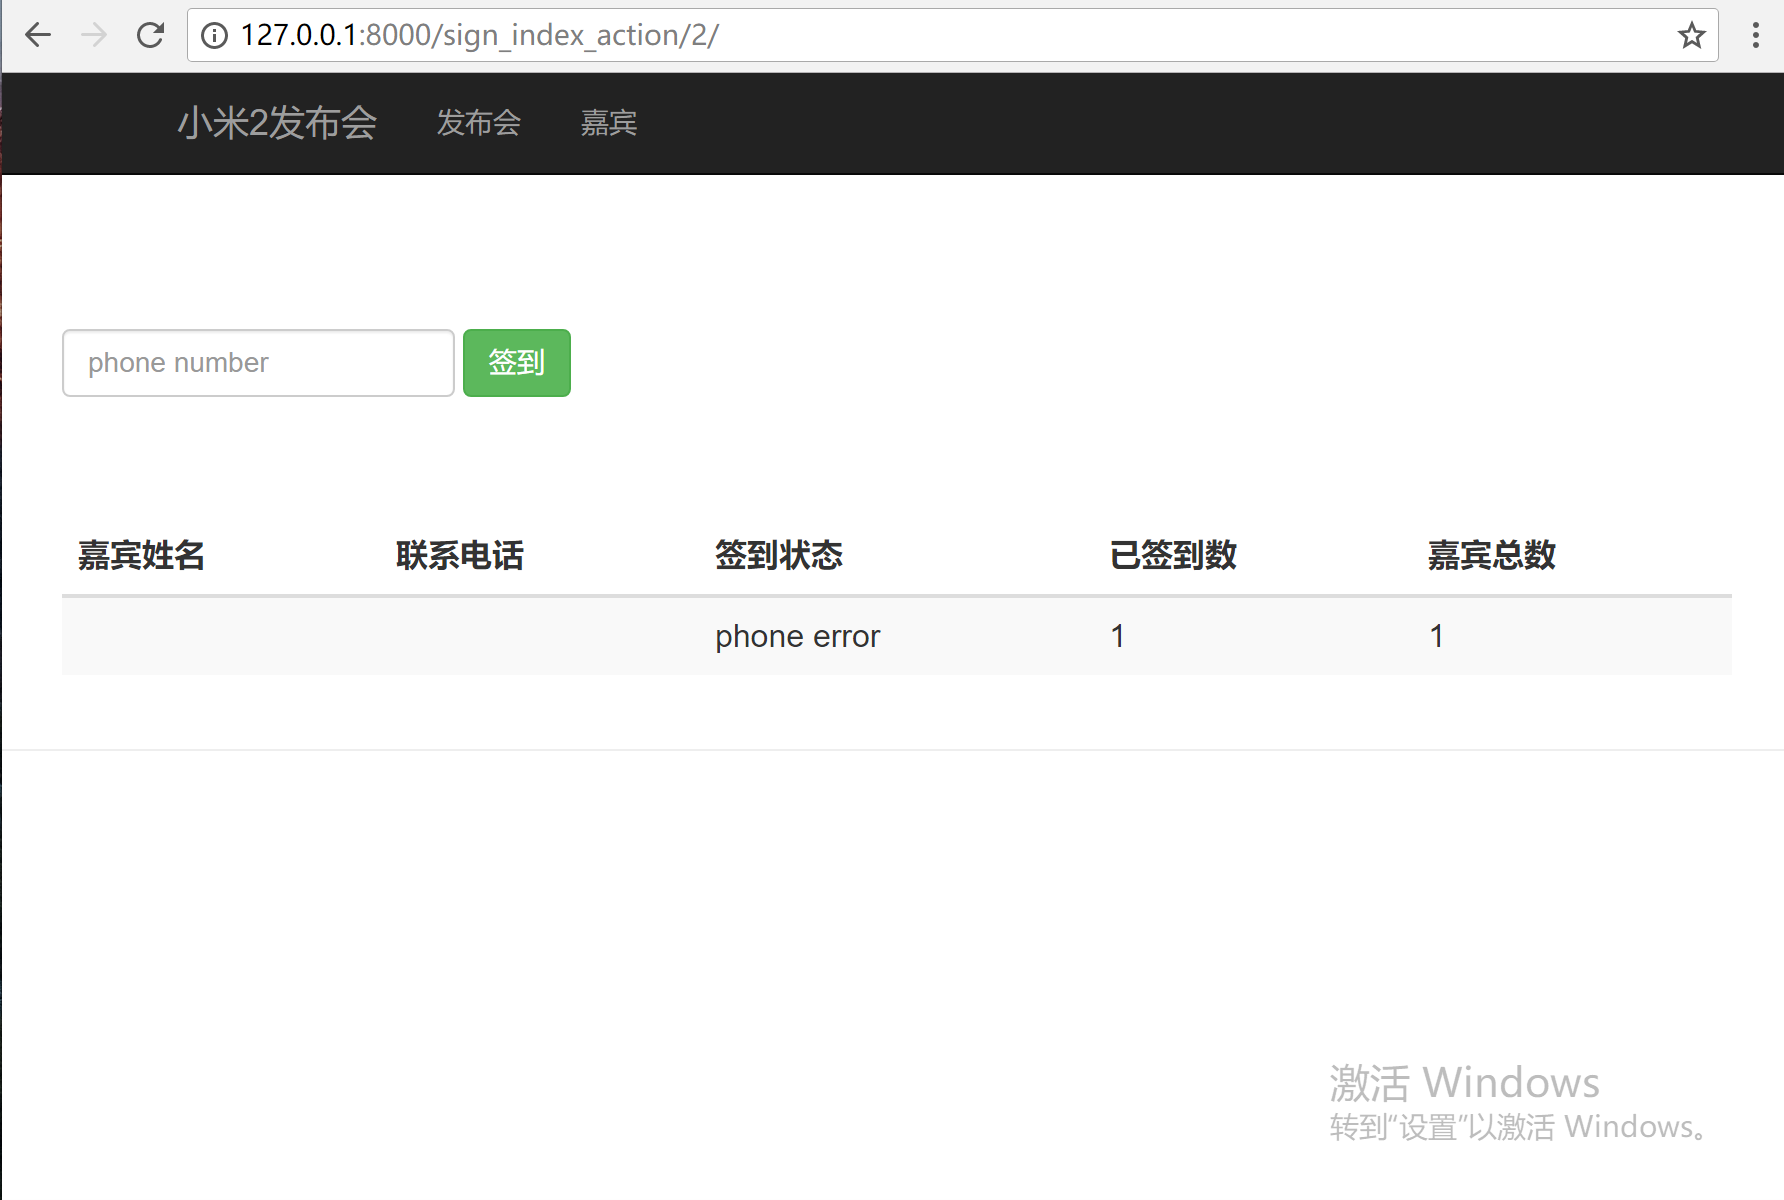 127.0.0.1:8000/sign_index_action/2/
小米2发布会 发布会 嘉宾
phone number 签到
嘉宾姓名 联系电话 签到状态 已签到数 嘉宾总数
phone error 1 1
激活 Windows
转到“设置”以激活 Windows。